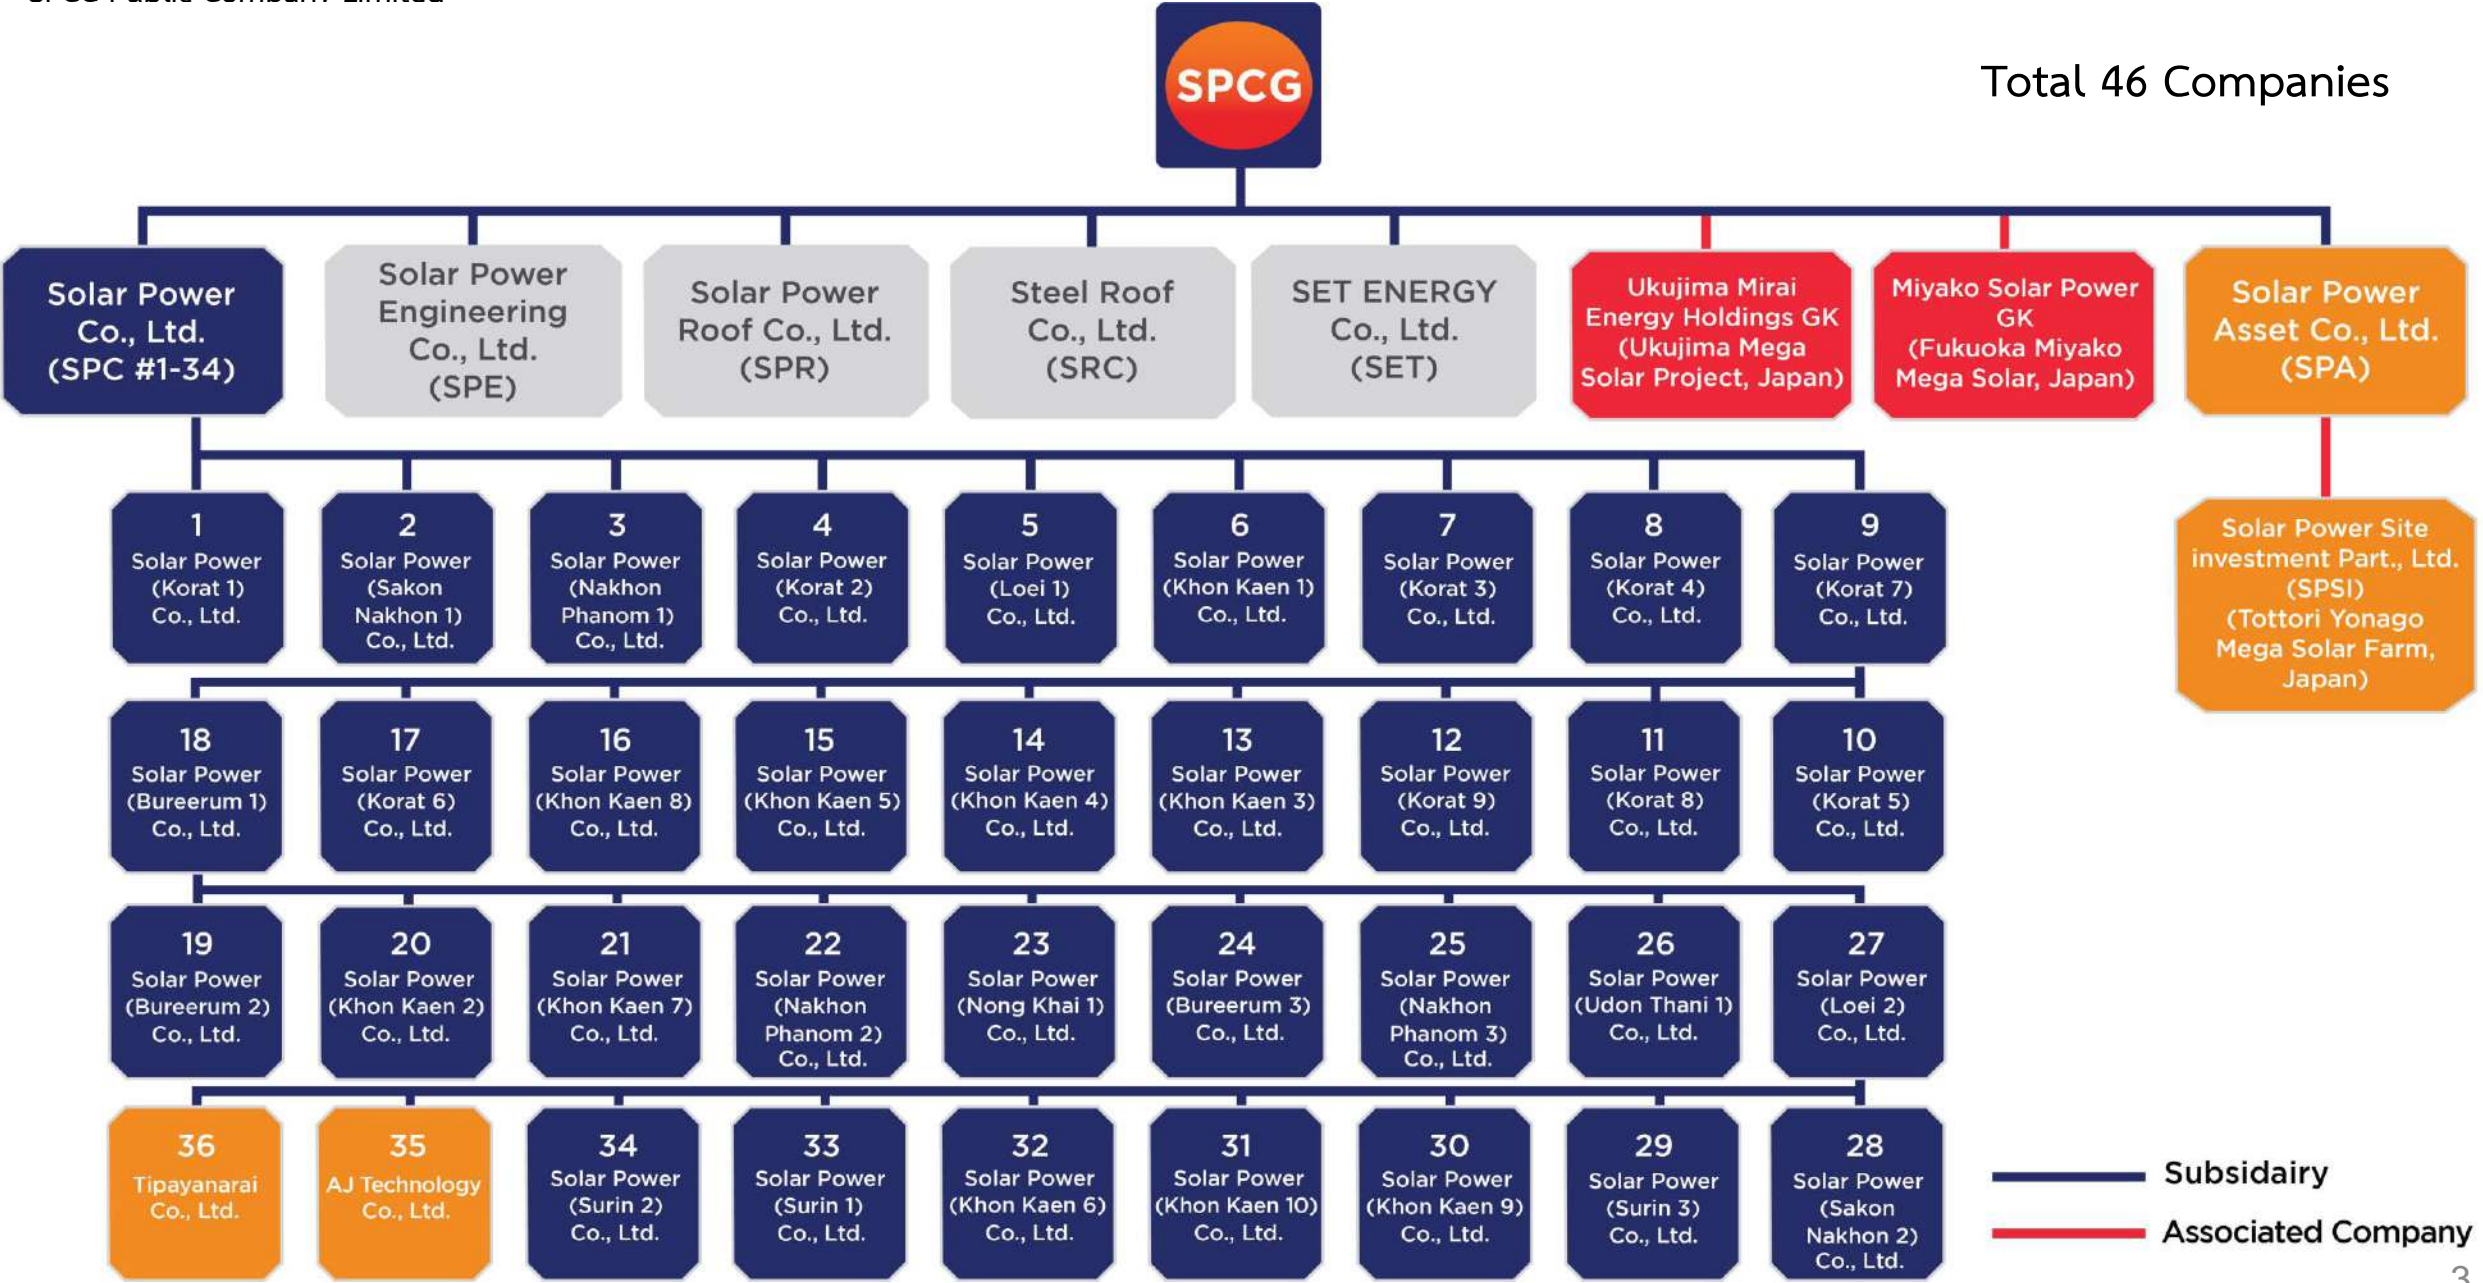 SPCG Public Company Limited
SPCG
Total 46 Companies
Solar Power
Co., Ltd.
(SPC #1-34)
Solar Power
Engineering
Co., Ltd.
(SPE)
Solar Power
Roof Co., Ltd.
(SPR)
Steel Roof
Co., Ltd.
(SRC)
SET ENERGY
Co., Ltd.
(SET)
Ukujima Mirai
Energy Holdings GK
(Ukujima Mega
Solar Project, Japan)
Miyako Solar Power
GK
(Fukuoka Miyako
Mega Solar, Japan)
Solar Power
Asset Co., Ltd.
(SPA)
1
Solar Power
(Korat 1)
Co., Ltd.
2
Solar Power
(Sakon
Nakhon 1)
Co., Ltd.
3
Solar Power
(Nakhon
Phanom 1)
Co., Ltd.
4
Solar Power
(Korat 2)
Co., Ltd.
5
Solar Power
(Loei 1)
Co., Ltd.
6
Solar Power
(Khon Kaen 1)
Co., Ltd.
7
Solar Power
(Korat 3)
Co., Ltd.
8
Solar Power
(Korat 4)
Co., Ltd.
9
Solar Power
(Korat 7)
Co., Ltd.
Solar Power Site
investment Part., Ltd.
(SPSI)
(Tottori Yonago
Mega Solar Farm,
Japan)
18
Solar Power
(Bureerum 1)
Co., Ltd.
17
Solar Power
(Korat 6)
Co., Ltd.
16
Solar Power
(Khon Kaen 8)
Co., Ltd.
15
Solar Power
(Khon Kaen 5)
Co., Ltd.
14
Solar Power
(Khon Kaen 4)
Co., Ltd.
13
Solar Power
(Khon Kaen 3)
Co., Ltd.
12
Solar Power
(Korat 9)
Co., Ltd.
11
Solar Power
(Korat 8)
Co., Ltd.
10
Solar Power
(Korat 5)
Co., Ltd.
19
Solar Power
(Bureerum 2)
Co., Ltd.
20
Solar Power
(Khon Kaen 2)
Co., Ltd.
21
Solar Power
(Khon Kaen 7)
Co., Ltd.
22
Solar Power
(Nakhon
Phanom 2)
Co., Ltd.
23
Solar Power
(Nong Khai 1)
Co., Ltd.
24
Solar Power
(Bureerum 3)
Co., Ltd.
25
Solar Power
(Nakhon
Phanom 3)
Co., Ltd.
26
Solar Power
(Udon Thani 1)
Co., Ltd.
27
Solar Power
(Loei 2)
Co., Ltd.
36
Tipayanarai
Co., Ltd.
35
AJ Technology
Co., Ltd.
34
Solar Power
(Surin 2)
Co., Ltd.
33
Solar Power
(Surin 1)
Co., Ltd.
32
Solar Power
(Khon Kaen 6)
Co., Ltd.
31
Solar Power
(Khon Kaen 10)
Co., Ltd.
30
Solar Power
(Khon Kaen 9)
Co., Ltd.
29
Solar Power
(Surin 3)
Co., Ltd.
28
Solar Power
(Sakon
Nakhon 2)
Co., Ltd.
Subsidairy
Associated Company
3